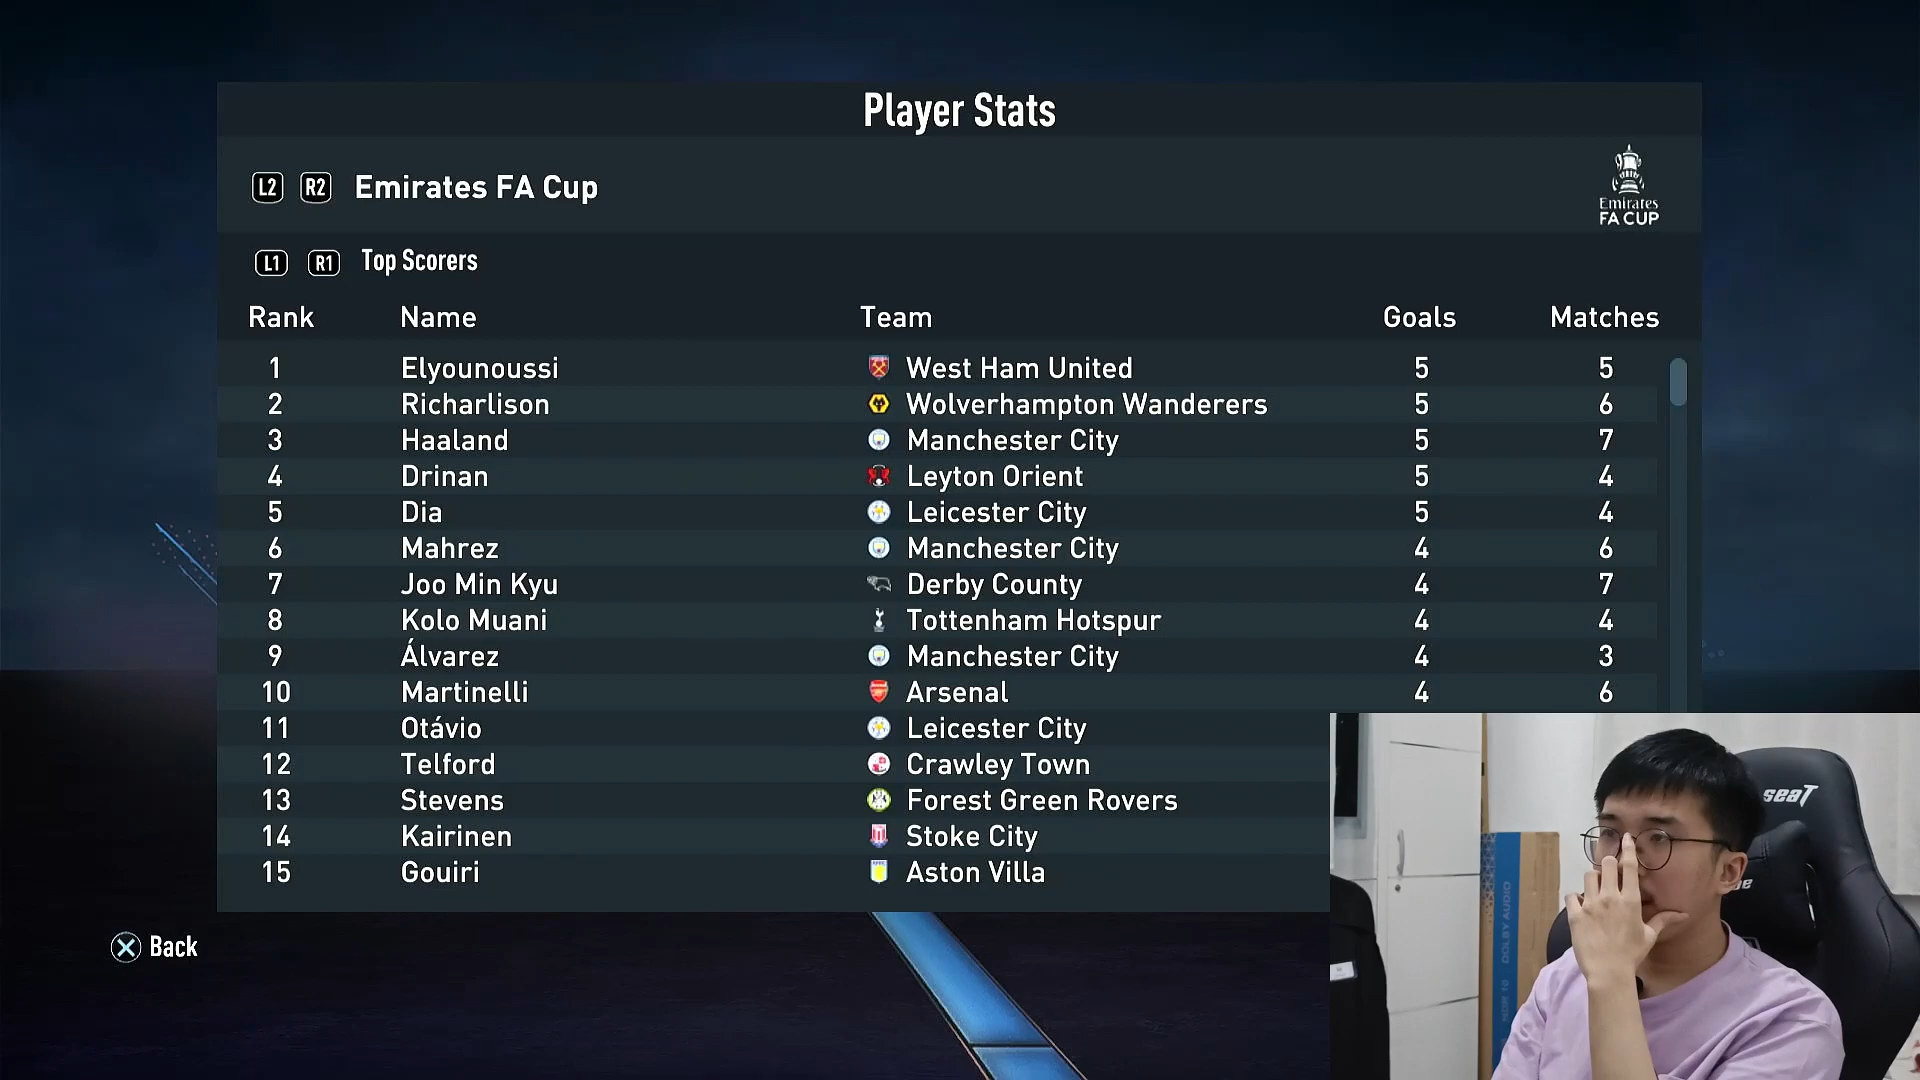 Player Stats
L2 R2 Emirates FA Cup
Emirates
FA CUP
L1 R1 Top Scorers
Rank Name Team Goals Matches
1 Elyounoussi West Ham United 5 5
2 Richarlison Wolverhampton Wanderers 5 6
3 Haaland Manchester City 5 7
4 Drinan Leyton Orient 5 4
5 Dia Leicester City 5 4
6 Mahrez Manchester City 4 6
7 Joo Min Kyu Derby County 4 7
8 Kolo Muani Tottenham Hotspur 4 4
9 Álvarez Manchester City 4 3
10 Martinelli Arsenal 4 6
11 Otávio Leicester City
12 Telford Crawley Town
13 Stevens Forest Green Rovers
14 Kairinen Stoke City
15 Gouiri Aston Villa
Back
seaT
DOLBY AUDIO